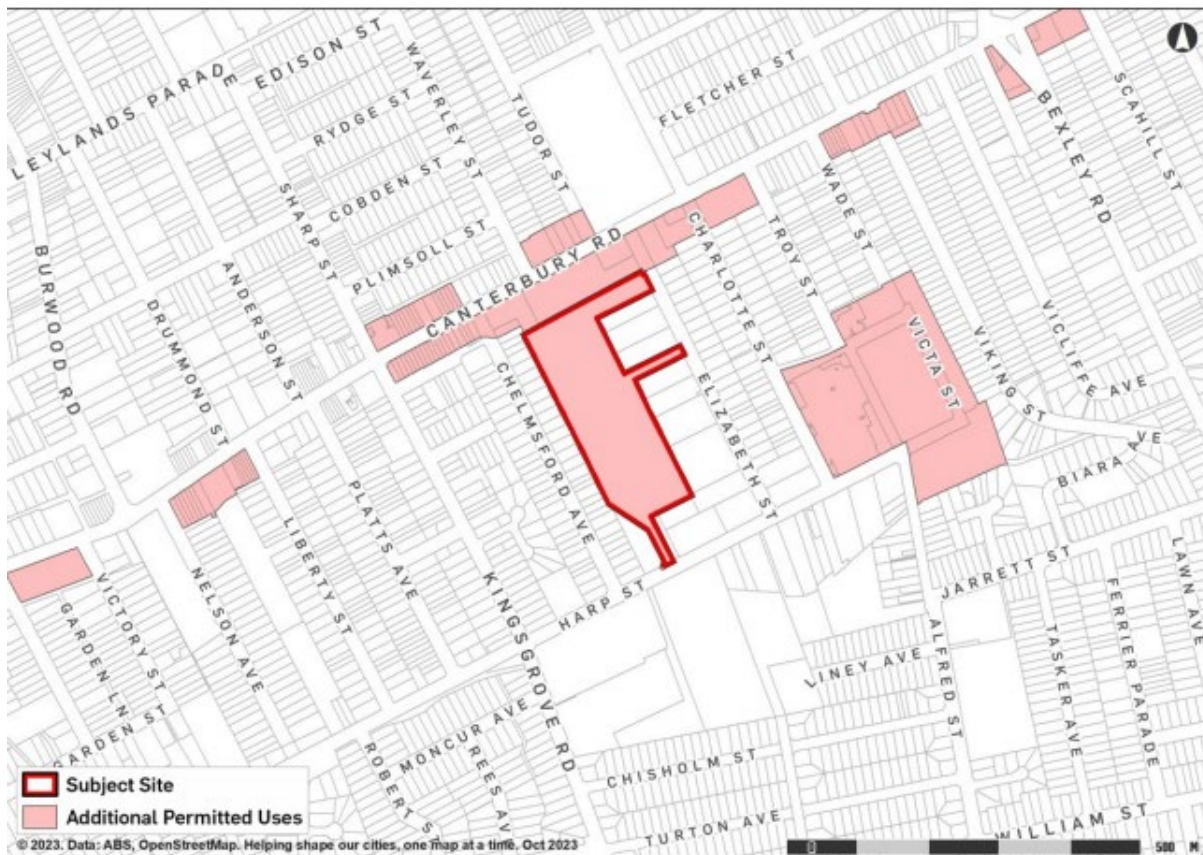 EDISON ST
LEYLANDS PARADE
WAVERLEY ST
RYDGE ST
TUDOR ST
FLETCHER ST
SCAHILL ST
BEXLEY RD
COBDEN ST
SHARP ST
WADE ST
PLIMSOLL ST
CANTERBURY RD
CHARLOTTE ST
TROY ST
BURWOOD RD
ANDERSON ST
DRUMMOND ST
VICTA ST
VIKING ST
VICLIFFE AVE
CHELMSFORD AVE
ELIZABETH ST
BIARA AVE
PLATTS AVE
LIBERTY ST
KINGSGROVE RD
NELSON AVE
VICTORY ST
GARDEN LN
GARDEN ST
HARP ST
JARRETT ST
LAWN AVE
FERRIER PARADE
TASKER AVE
ALFRED ST
LINEY AVE
MONCUR AVE
ROBERT ST
REES AV
CHISHOLM ST
TURTON AVE
WILLIAM ST
Subject Site
Additional Permitted Uses
© 2023. Data: ABS, OpenStreetMap. Helping shape our cities, one map at a time, Oct 2023
0 500 M